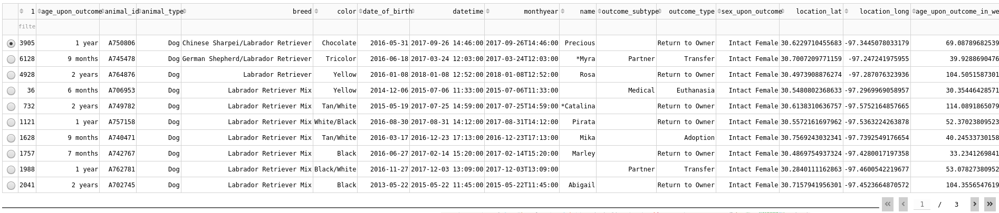 1 age_upon_outcome animal_id animal_type breed color date_of_birth datetime monthyear name outcome_subtype outcome_type sex_upon_outcome location_lat location_long age_upon_outcome_in_we
filte
3905 1 year A750806 Dog Chinese Sharpei/Labrador Retriever Chocolate 2016-05-31 2017-09-26 14:46:00 2017-09-26T14:46:00 Precious Return to Owner Intact Female 30.6229710455683 -97.3445078033179 69.08789682539
6128 9 months A745478 Dog German Shepherd/Labrador Retriever Tricolor 2016-06-18 2017-03-24 12:03:00 2017-03-24T12:03:00 *Myra Partner Transfer Intact Female 30.7007209771159 -97.247241975955 39.9288690476
4928 2 years A764876 Dog Labrador Retriever Yellow 2016-01-08 2018-01-08 12:52:00 2018-01-08T12:52:00 Rosa Return to Owner Intact Female 30.4973908876274 -97.287076323936 104.5051587301
36 6 months A706953 Dog Labrador Retriever Mix Yellow 2014-12-06 2015-07-06 11:33:00 2015-07-06T11:33:00 Medical Euthanasia Intact Female 30.5480802368633 -97.2969969058957 30.35446428571
732 2 years A749782 Dog Labrador Retriever Mix Tan/White 2015-05-19 2017-07-25 14:59:00 2017-07-25T14:59:00 *Catalina Return to Owner Intact Female 30.6138310636757 -97.5752164857665 114.0891865079
1121 1 year A757158 Dog Labrador Retriever Mix White/Black 2016-08-30 2017-08-31 14:12:00 2017-08-31T14:12:00 Pirata Return to Owner Intact Female 30.5572161697962 -97.5363224263878 52.37023809523
1628 9 months A740471 Dog Labrador Retriever Mix Tan/White 2016-03-17 2016-12-23 17:13:00 2016-12-23T17:13:00 Mika Adoption Intact Female 30.7569243032341 -97.7392549176654 40.24533730158
1757 7 months A742767 Dog Labrador Retriever Mix Black 2016-06-27 2017-02-14 15:20:00 2017-02-14T15:20:00 Marley Return to Owner Intact Female 30.4869754937324 -97.4280017197358 33.2341269841
1988 1 year A762781 Dog Labrador Retriever Mix Black/White 2016-11-27 2017-12-03 13:09:00 2017-12-03T13:09:00 Partner Transfer Intact Female 30.2840111162863 -97.4600542219677 53.07827380952
2041 2 years A702745 Dog Labrador Retriever Mix Black 2013-05-22 2015-05-22 11:45:00 2015-05-22T11:45:00 Abigail Return to Owner Intact Female 30.7157941956301 -97.4523664870572 104.3556547619
1 / 3